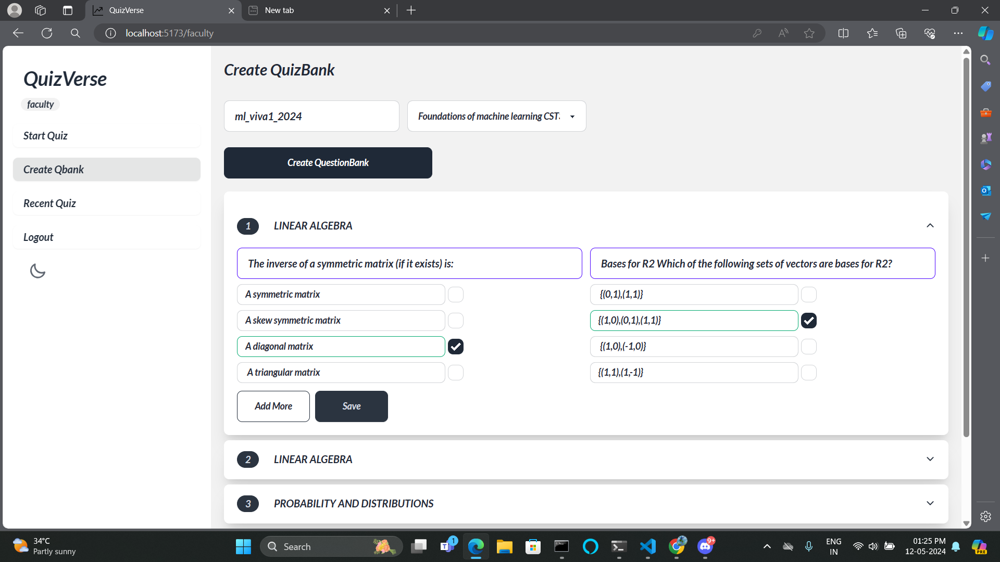 QuizVerse
New tab
localhost:5173/faculty
QuizVerse
faculty
Start Quiz
Create Qbank
Recent Quiz
Logout
Create QuizBank
ml_viva1_2024
Foundations of machine learning CST
Create QuestionBank
1 LINEAR ALGEBRA
The inverse of a symmetric matrix (if it exists) is:
A symmetric matrix
A skew symmetric matrix
A diagonal matrix
A triangular matrix
Bases for R2 Which of the following sets of vectors are bases for R2?
{(0,1),(1,1)}
{(1,0),(0,1),(1,1)}
{(1,0),(-1,0)}
{(1,1),(1,-1)}
Add More
Save
2 LINEAR ALGEBRA
3 PROBABILITY AND DISTRIBUTIONS
34°C
Partly sunny
Search
1
9+
ENG
IN
01:25 PM
12-05-2024
PRE